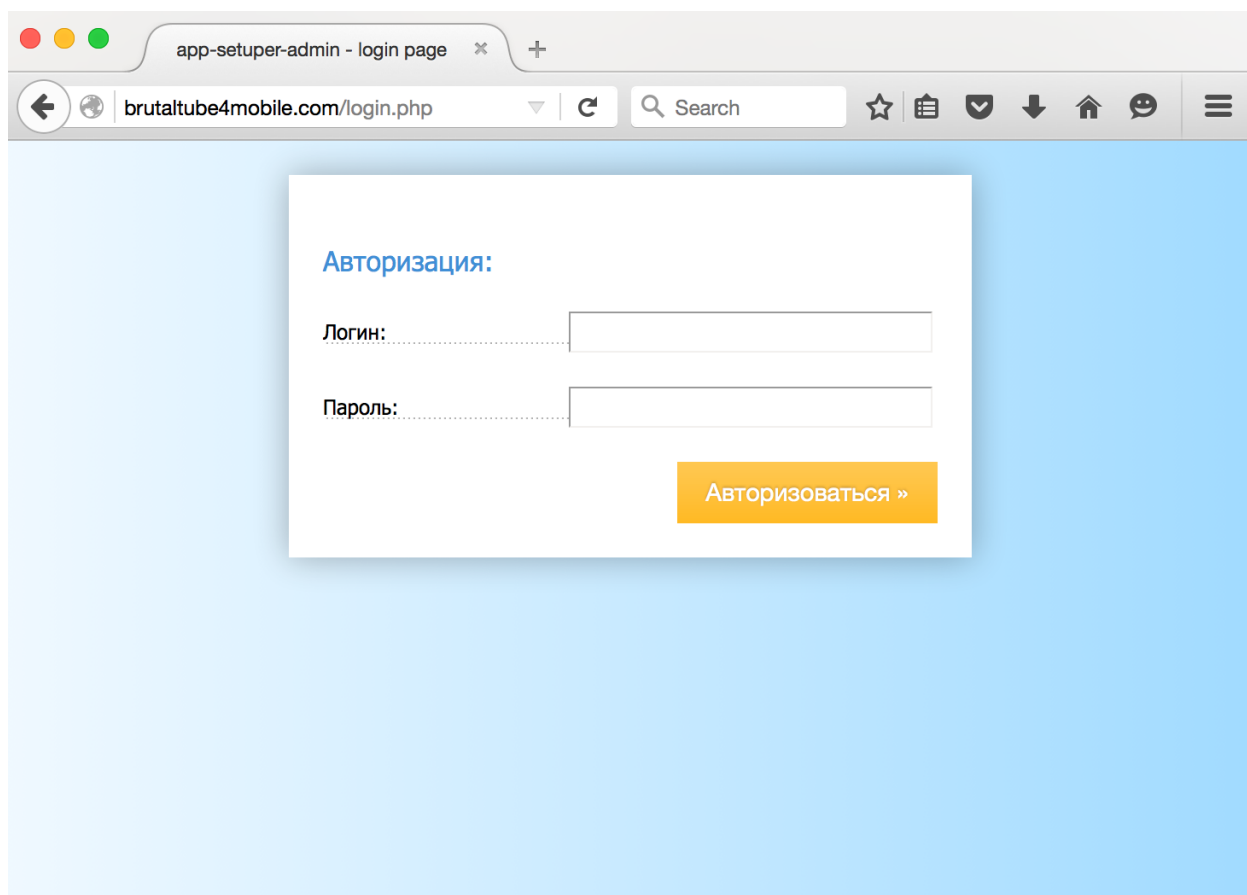 app-setuper-admin - login page
brutaltube4mobile.com/login.php
Search
Авторизация:
Логин:
Пароль:
Авторизоваться »